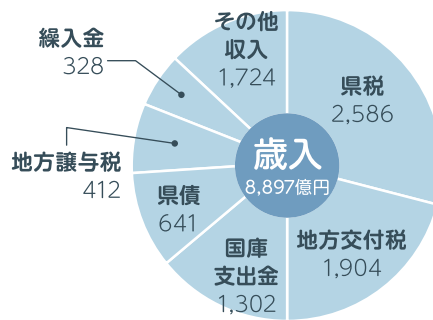 その他
収入
1,724
繰入金
328
県税
2,586
歳入
8,897億円
地方譲与税
412
県債
641
地方交付税
1,904
国庫
支出金
1,302